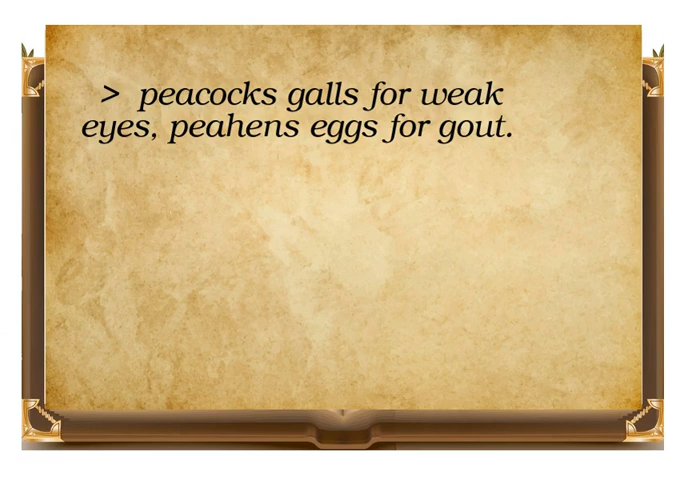 > peacocks galls for weak
eyes, peahens eggs for gout.